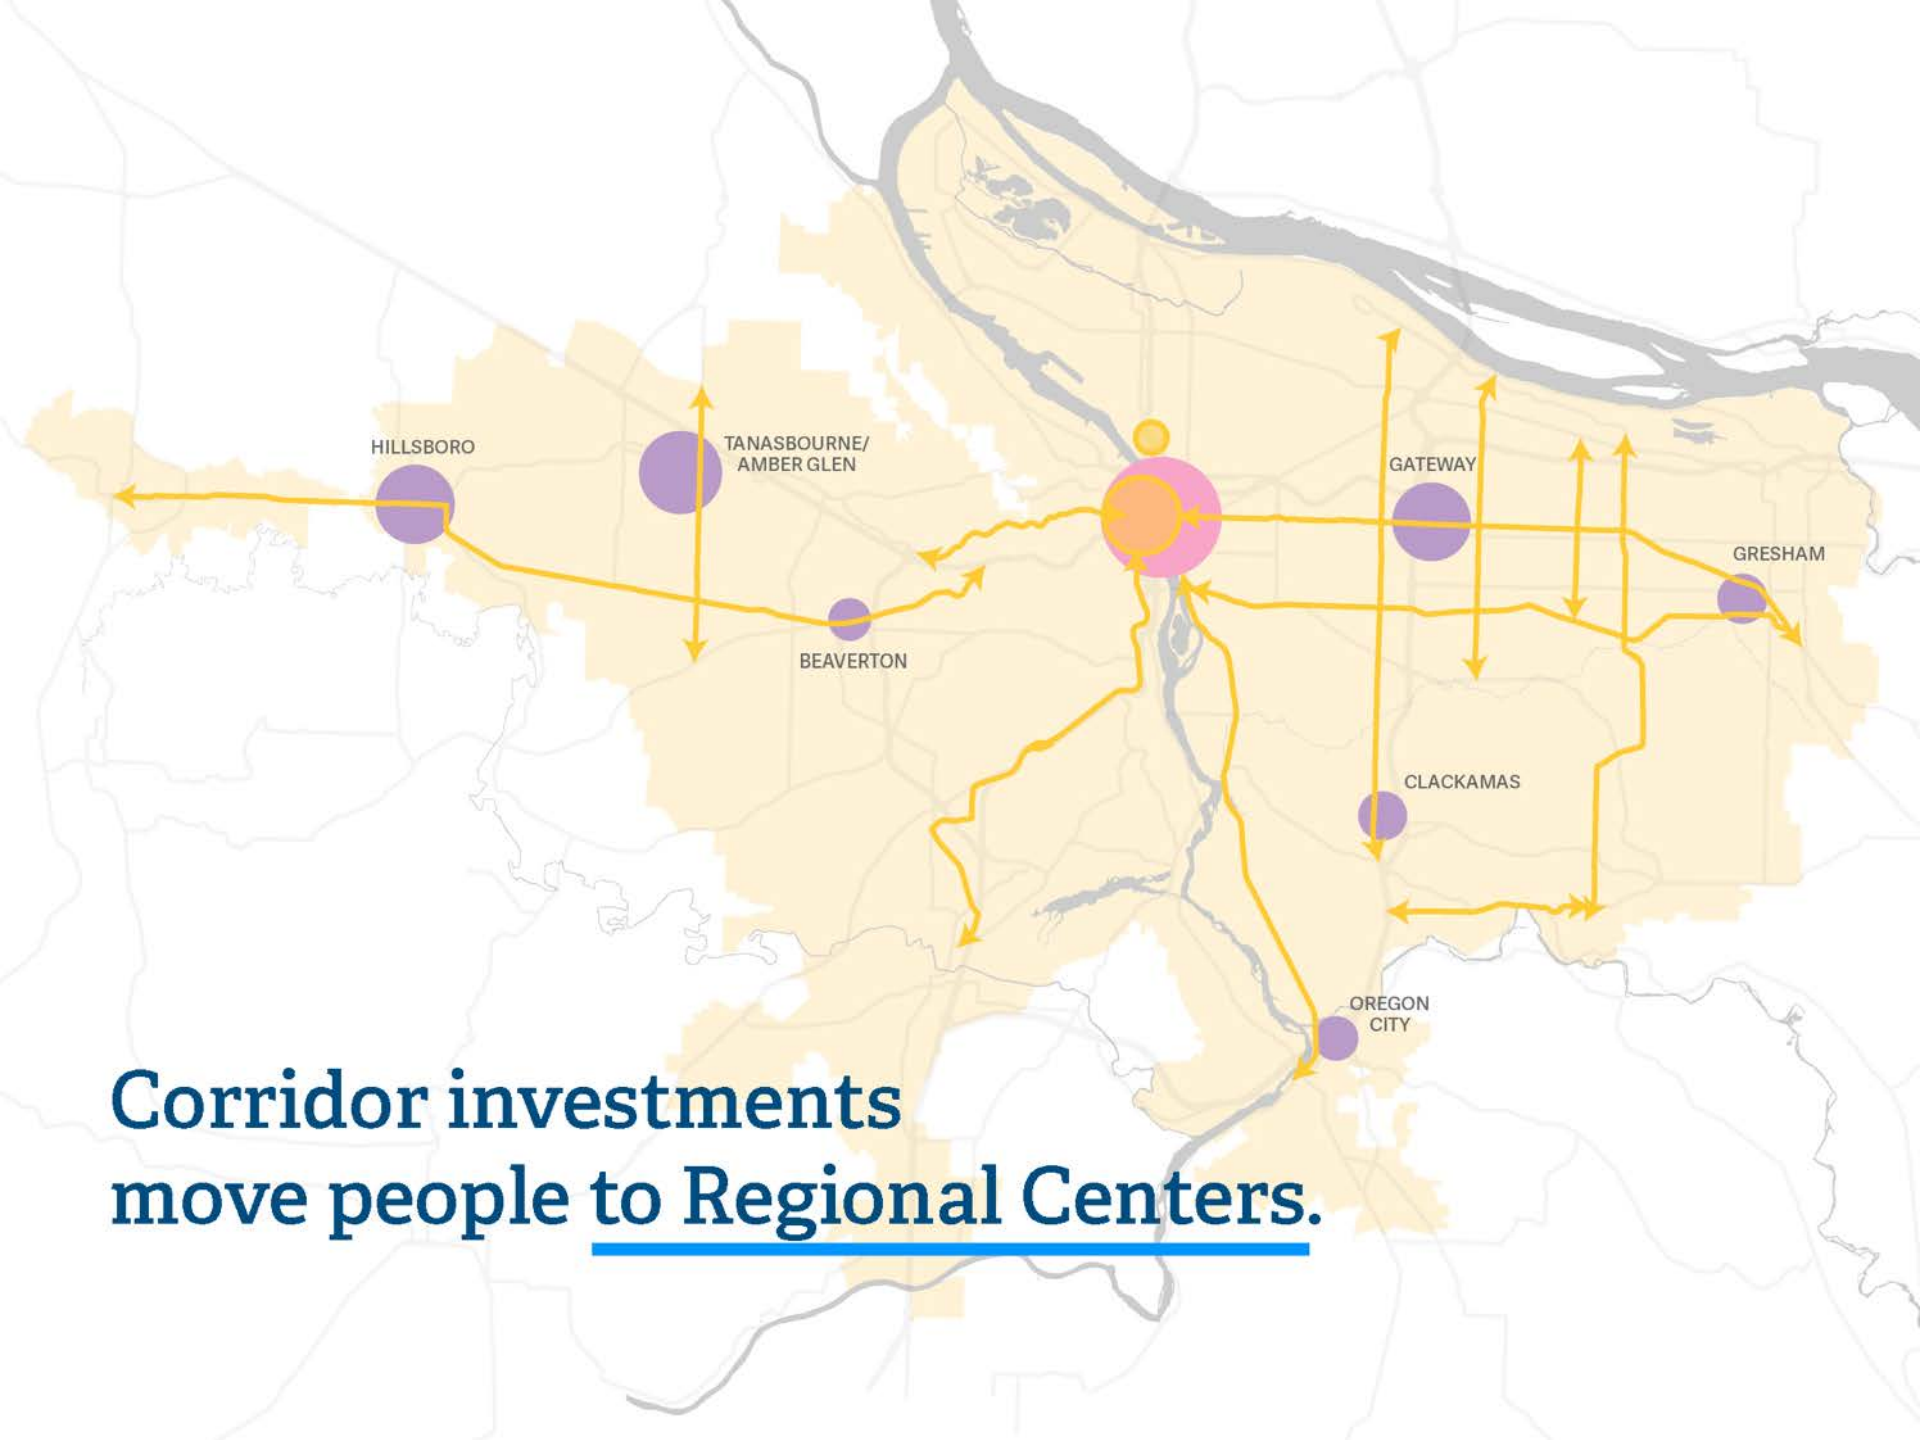 HILLSBORO
TANASBOURNE/
AMBER GLEN
GATEWAY
GRESHAM
BEAVERTON
CLACKAMAS
OREGON
CITY
Corridor investments
move people to Regional Centers.